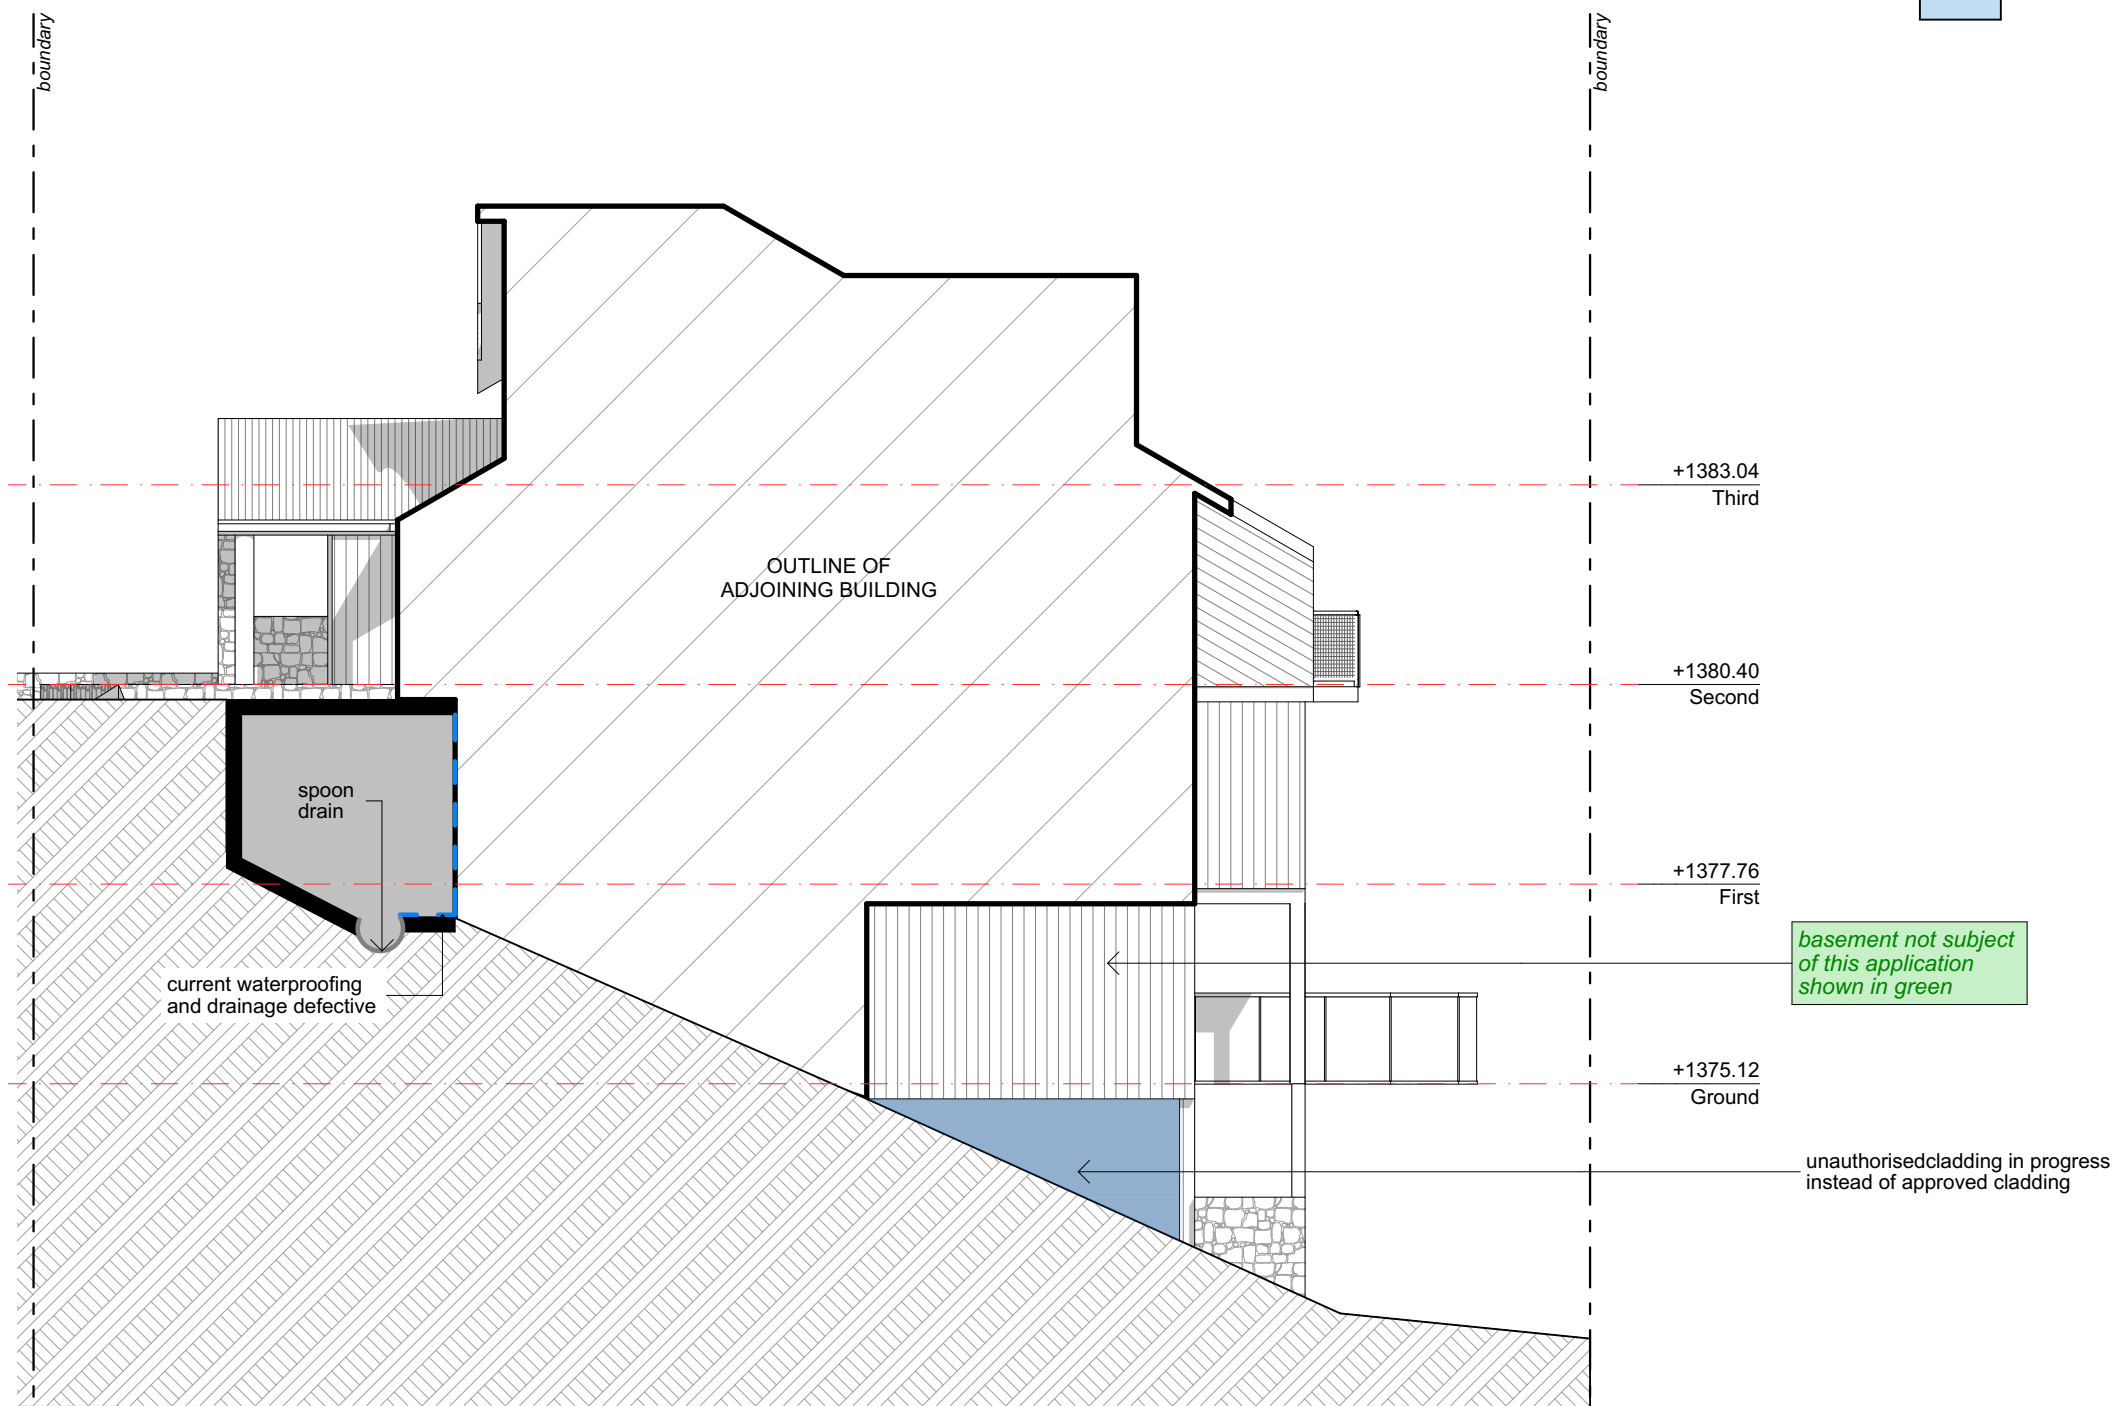 boundary
boundary
+1383.04
Third
OUTLINE OF
ADJOINING BUILDING
+1380.40
Second
spoon
drain
+1377.76
First
basement not subject
of this application
shown in green
current waterproofing
and drainage defective
+1375.12
Ground
unauthorisedcladding in progress
instead of approved cladding